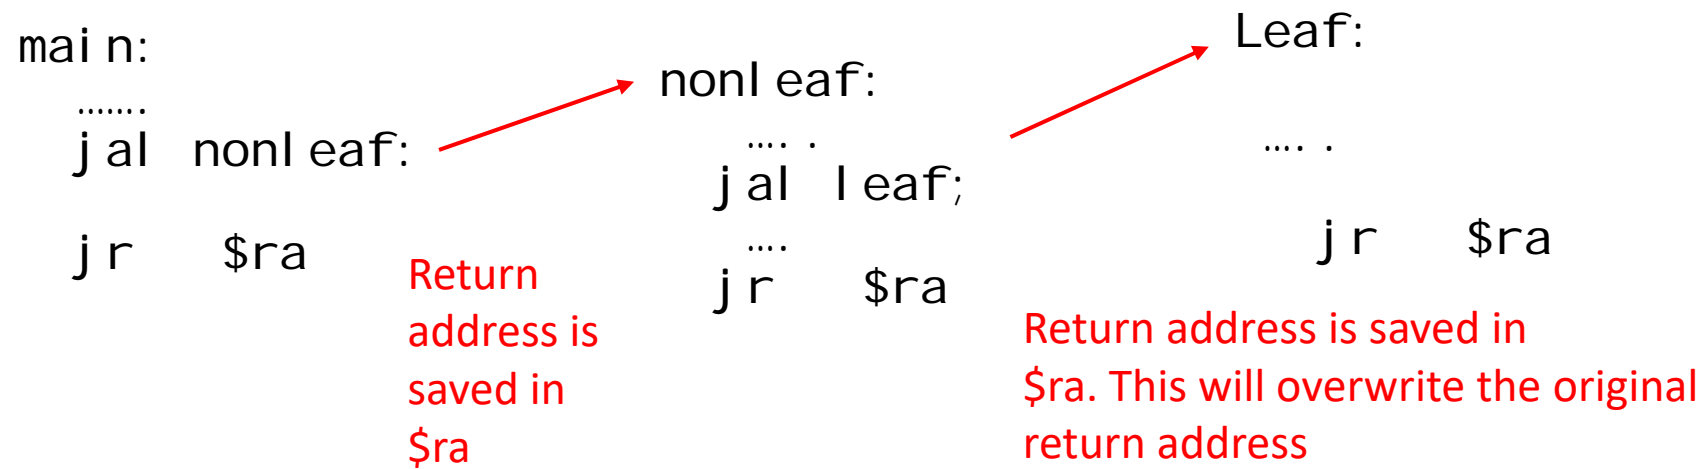 main:
…….
jal nonleaf:
jr $ra
Return
address is
saved in
$ra
nonleaf:
…. .
jal leaf;
….
jr $ra
Leaf:
…. .
jr $ra
Return address is saved in
$ra. This will overwrite the original
return address